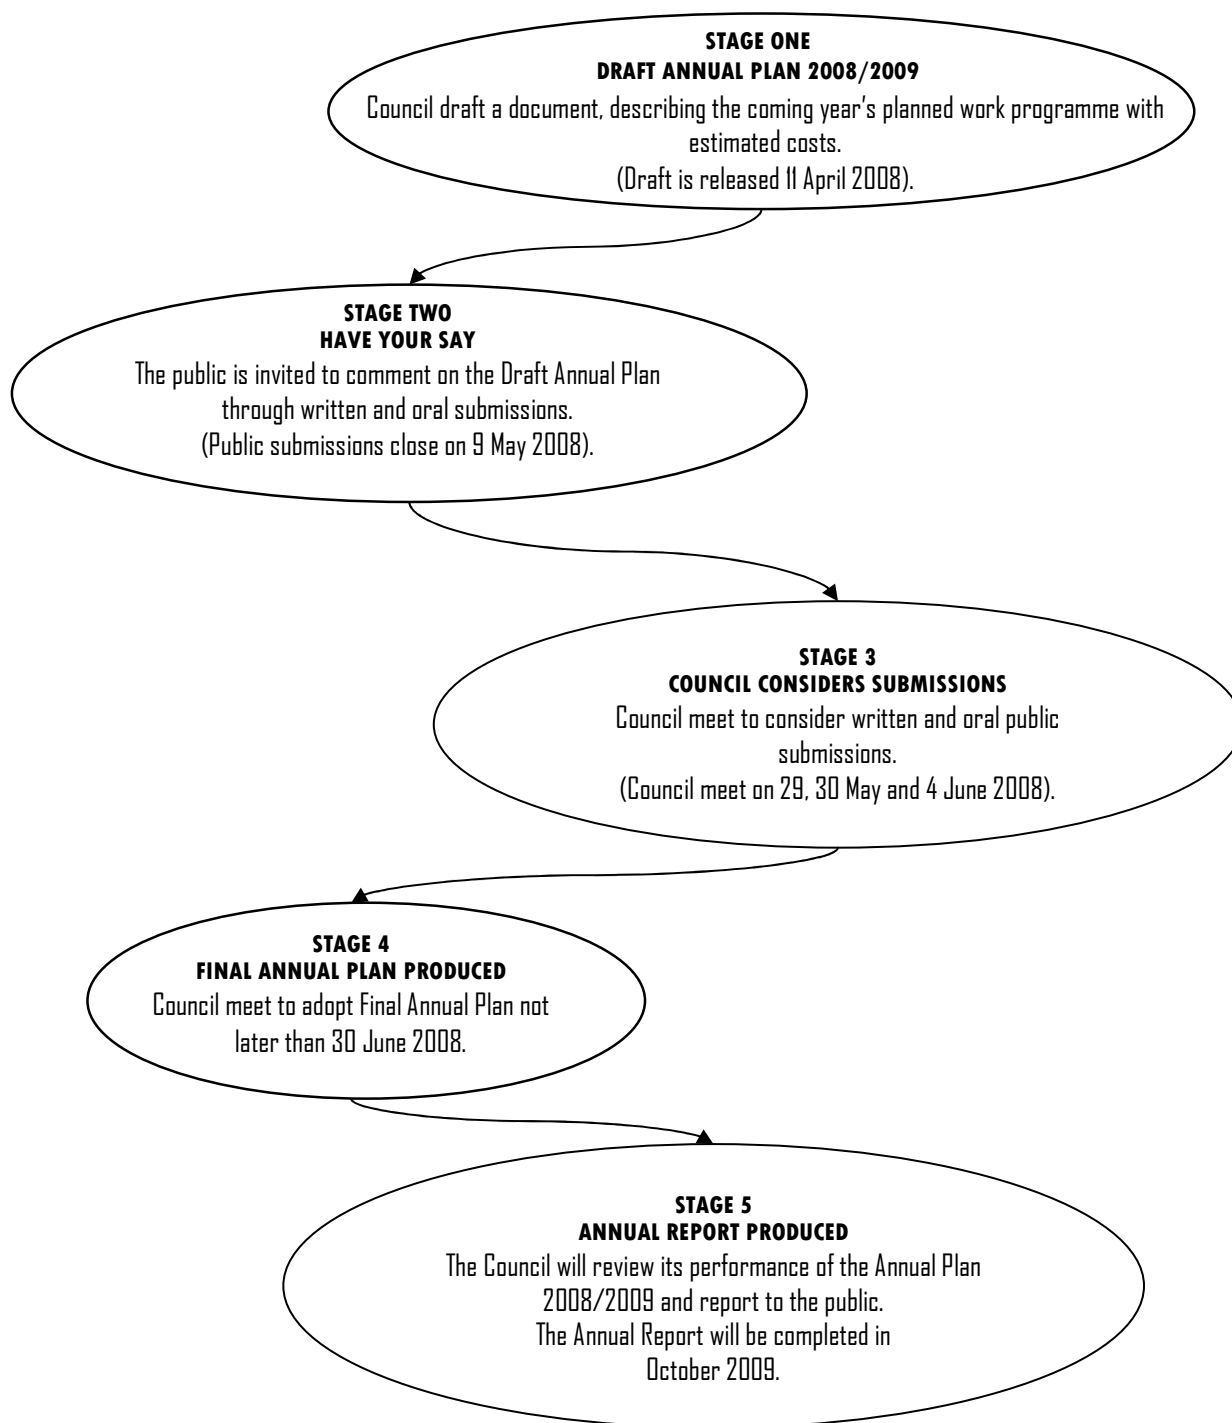 STAGE ONE
DRAFT ANNUAL PLAN 2008/2009
Council draft a document, describing the coming year's planned work programme with
estimated costs.
(Draft is released 11 April 2008).
STAGE TWO
HAVE YOUR SAY
The public is invited to comment on the Draft Annual Plan
through written and oral submissions.
(Public submissions close on 9 May 2008).
STAGE 3
COUNCIL CONSIDERS SUBMISSIONS
Council meet to consider written and oral public
submissions.
(Council meet on 29, 30 May and 4 June 2008).
STAGE 4
FINAL ANNUAL PLAN PRODUCED
Council meet to adopt Final Annual Plan not
later than 30 June 2008.
STAGE 5
ANNUAL REPORT PRODUCED
The Council will review its performance of the Annual Plan
2008/2009 and report to the public.
The Annual Report will be completed in
October 2009.